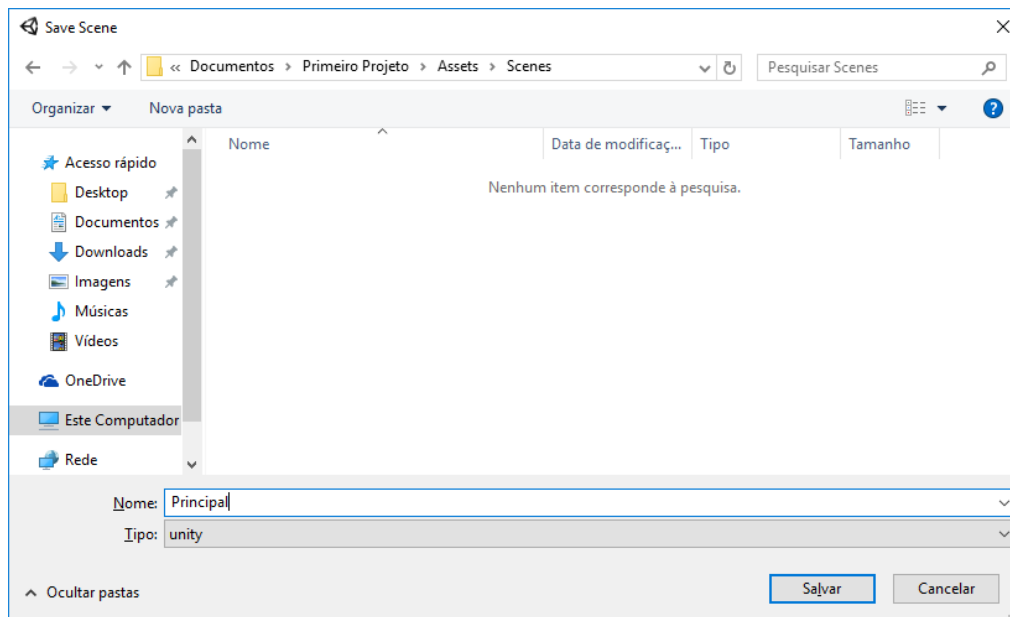 Save Scene
« Documentos › Primeiro Projeto › Assets › Scenes
Pesquisar Scenes
Organizar
Nova pasta
?
Nome
Data de modificaç...
Tipo
Tamanho
Nenhum item corresponde à pesquisa.
Acesso rápido
Desktop
Documentos
Downloads
Imagens
Músicas
Vídeos
OneDrive
Este Computador
Rede
Nome: Principal
Tipo: unity
Ocultar pastas
Salvar
Cancelar